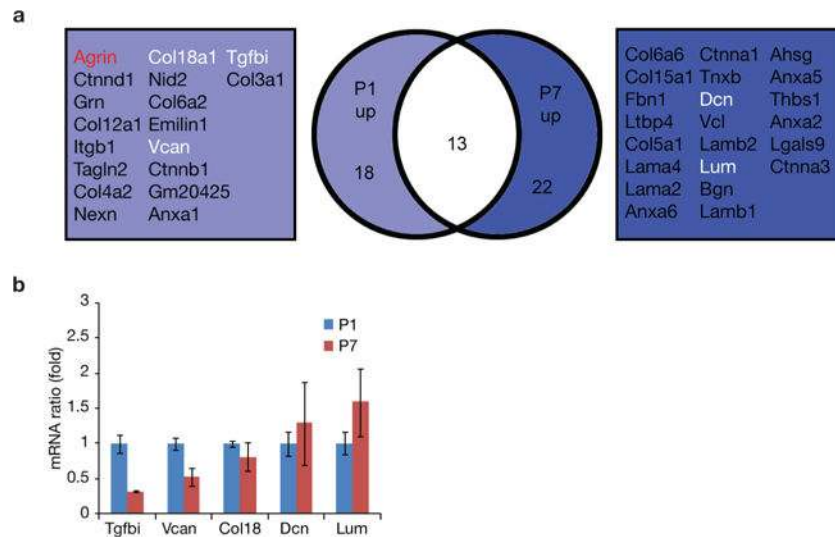 a
Agrin Col18a1 Tgfbi
Ctnnd1 Nid2 Col3a1
Grn Col6a2
Col12a1 Emilin1
Itgb1 Vcan
Tagln2 Ctnnb1
Col4a2 Gm20425
Nexn Anxa1
P1
up
18
13
P7
up
22
Col6a6 Ctnna1 Ahsg
Col15a1 Tnxb Anxa5
Fbn1 Dcn Thbs1
Ltbp4 Vcl Anxa2
Col5a1 Lamb2 Lgals9
Lama4 Lum Ctnna3
Lama2 Bgn
Anxa6 Lamb1
b
mRNA ratio (fold)
3
2.5
2
1.5
1
0.5
0
P1
P7
Tgfbi Vcan Col18 Dcn Lum